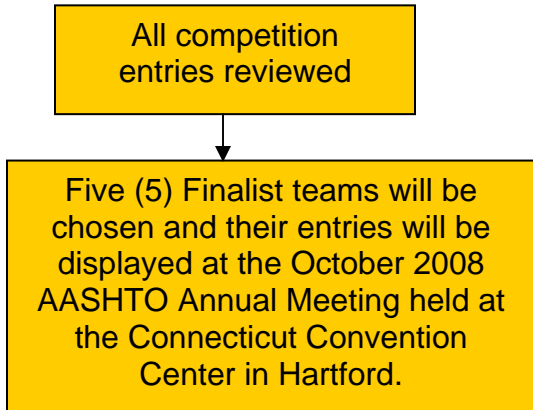 All competition
entries reviewed
Five (5) Finalist teams will be
chosen and their entries will be
displayed at the October 2008
AASHTO Annual Meeting held at
the Connecticut Convention
Center in Hartford.